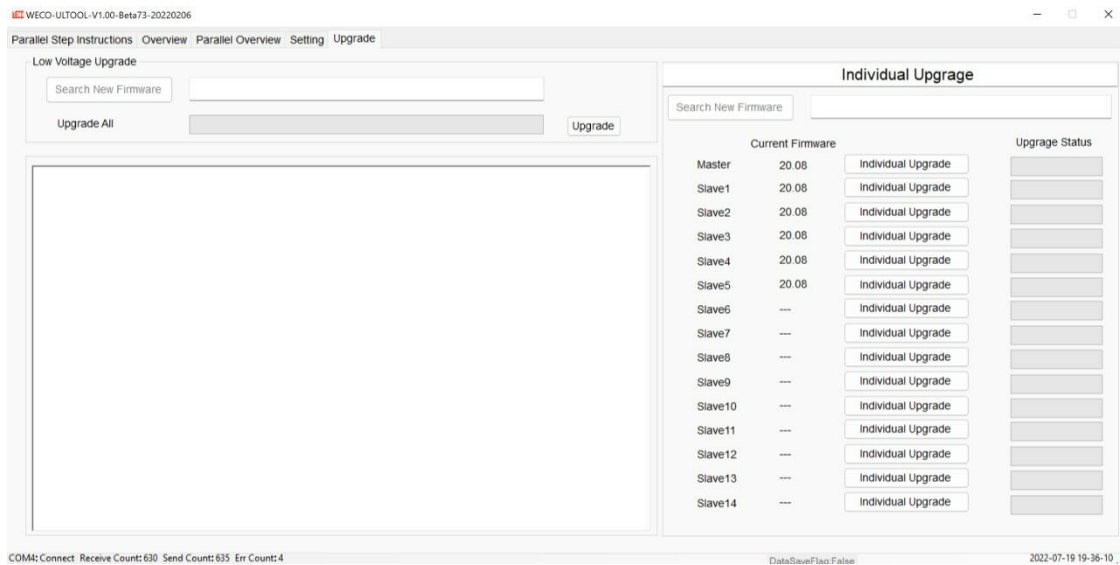 WECO WECO-ULTOOL-V1.00-Beta73-20220206
Parallel Step Instructions Overview Parallel Overview Setting Upgrade
Low Voltage Upgrade
Search New Firmware
Upgrade All Upgrade
Individual Upgrage
Search New Firmware
Current Firmware Upgrage Status
Master 20.08 Individual Upgrade
Slave1 20.08 Individual Upgrade
Slave2 20.08 Individual Upgrade
Slave3 20.08 Individual Upgrade
Slave4 20.08 Individual Upgrade
Slave5 20.08 Individual Upgrade
Slave6 --- Individual Upgrade
Slave7 --- Individual Upgrade
Slave8 --- Individual Upgrade
Slave9 --- Individual Upgrade
Slave10 --- Individual Upgrade
Slave11 --- Individual Upgrade
Slave12 --- Individual Upgrade
Slave13 --- Individual Upgrade
Slave14 --- Individual Upgrade
COM4: Connect Receive Count: 630 Send Count: 635 Err Count: 4 DataSaveFlag:False 2022-07-19 19-36-10